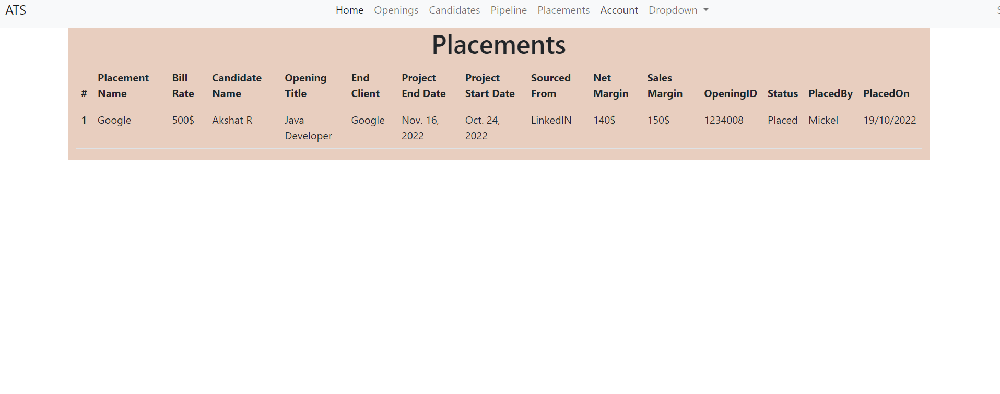 ATS Home Openings Candidates Pipeline Placements Account Dropdown
Placements
# Placement Name Bill Rate Candidate Name Opening Title End Client Project End Date Project Start Date Sourced From Net Margin Sales Margin OpeningID Status PlacedBy PlacedOn
1 Google 500$ Akshat R Java Developer Google Nov. 16, 2022 Oct. 24, 2022 LinkedIN 140$ 150$ 1234008 Placed Mickel 19/10/2022